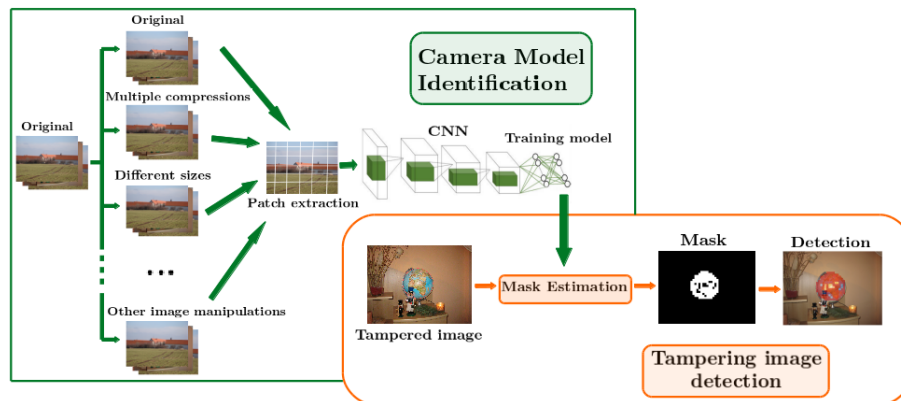 Original
Original
Multiple compressions
Different sizes
...
Other image manipulations
Patch extraction
CNN
Training model
Camera Model
Identification
Tampered image
Mask Estimation
Mask
Detection
Tampering image
detection